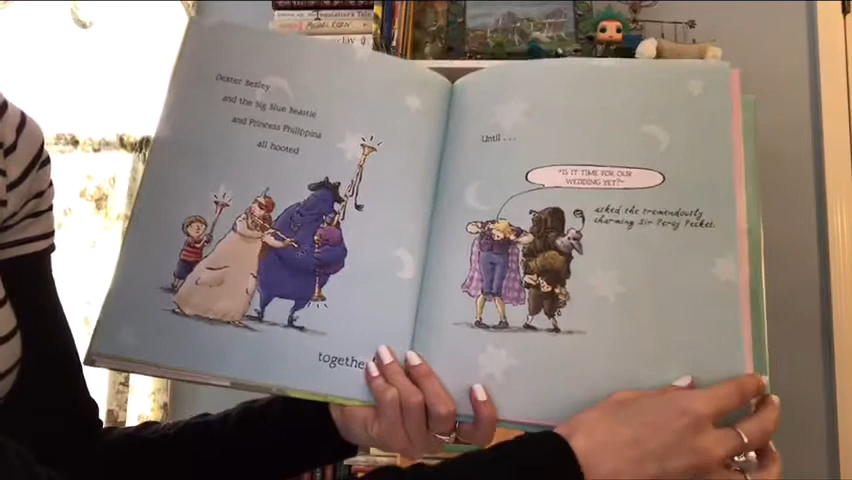 Dexter Bexley
and the Big Blue Beastie
and Princess Philippina
all hooted
together
Until...
"Is it time for our
wedding yet?"
asked the tremendously
charming Sir Percy Pecket.